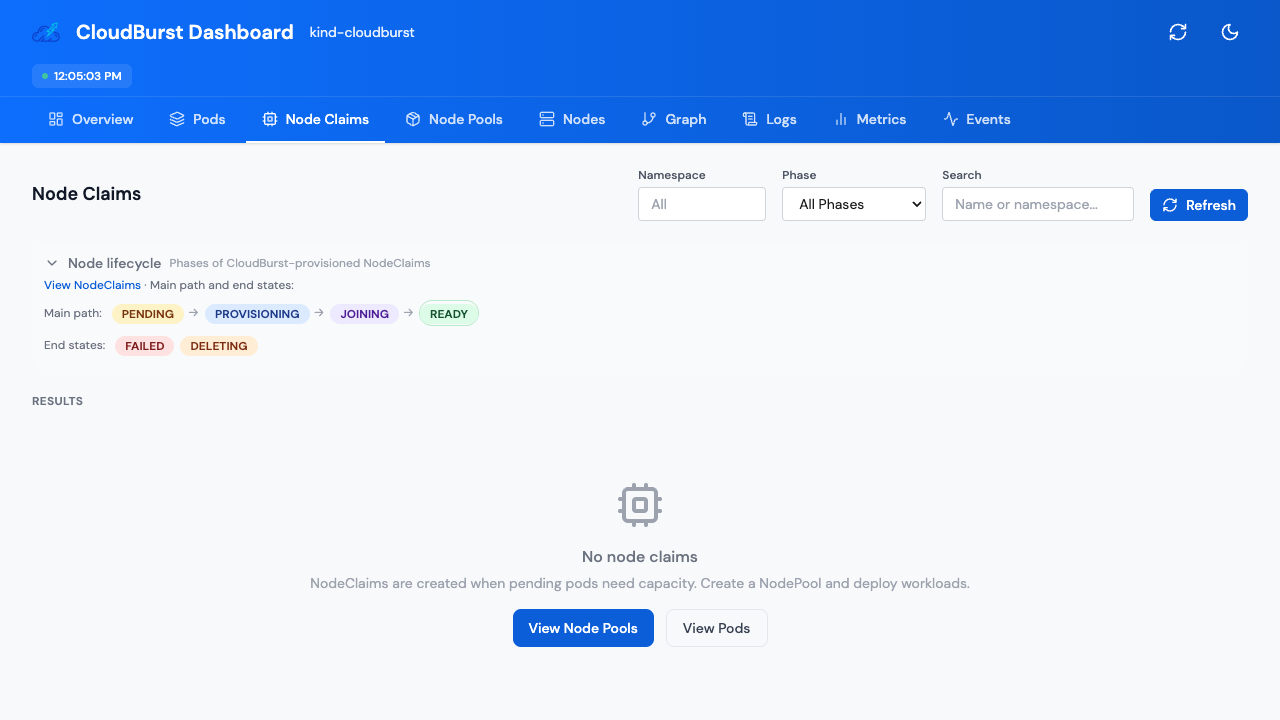 CloudBurst Dashboard kind-cloudburst
12:05:03 PM
Overview Pods Node Claims Node Pools Nodes Graph Logs Metrics Events
Node Claims
Namespace Phase Search
All All Phases Name or namespace... Refresh
Node lifecycle Phases of CloudBurst-provisioned NodeClaims
View NodeClaims · Main path and end states:
Main path: PENDING → PROVISIONING → JOINING → READY
End states: FAILED DELETING
RESULTS
No node claims
NodeClaims are created when pending pods need capacity. Create a NodePool and deploy workloads.
View Node Pools View Pods